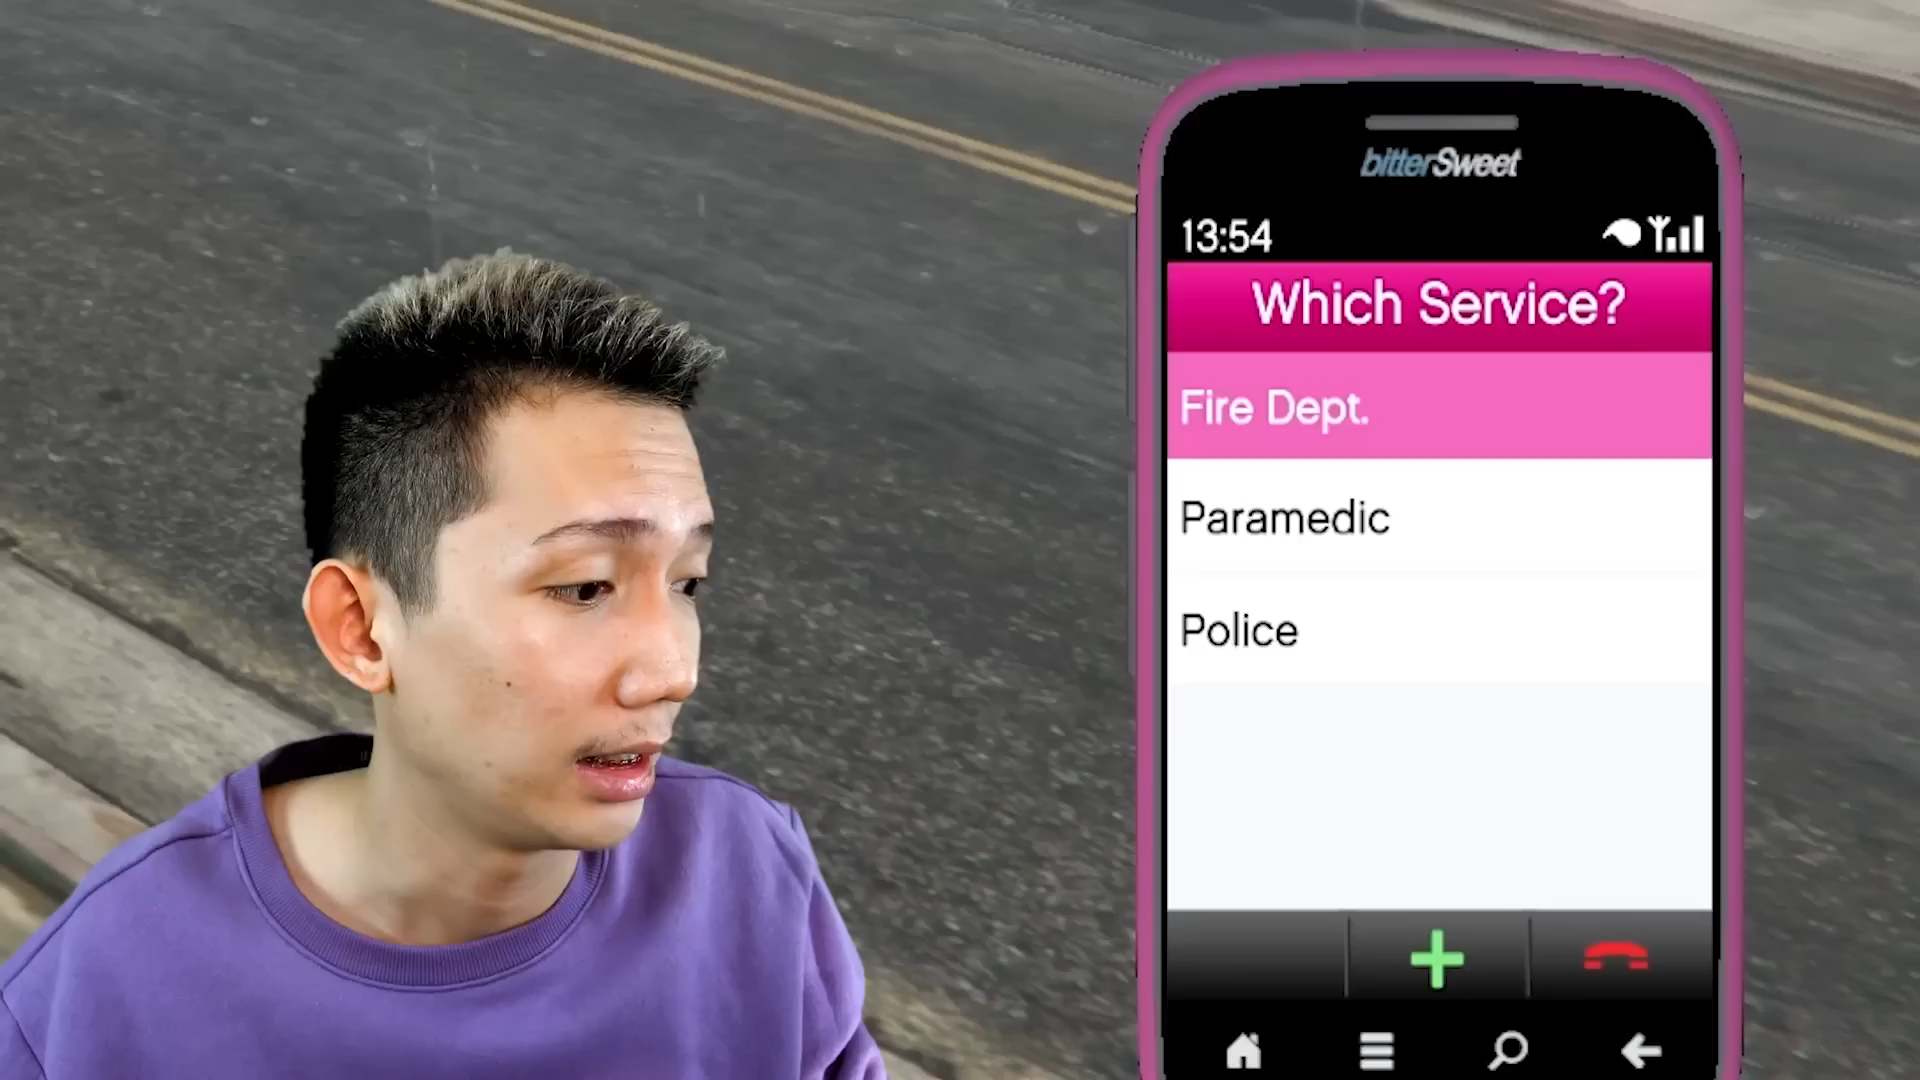 bitterSweet
13:54
Which Service?
Fire Dept.
Paramedic
Police